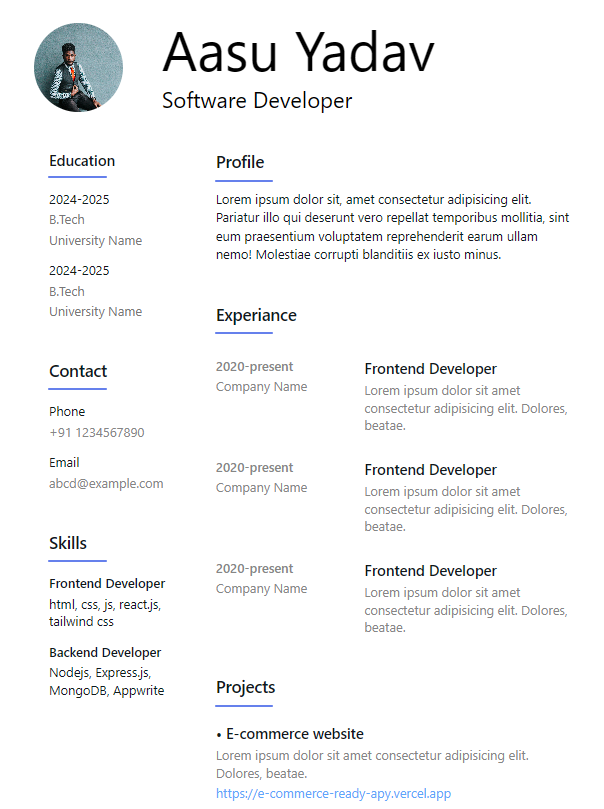 Aasu Yadav
Software Developer
Education
2024-2025
B.Tech
University Name
2024-2025
B.Tech
University Name
Contact
Phone
+91 1234567890
Email
abcd@example.com
Skills
Frontend Developer
html, css, js, react.js,
tailwind css
Backend Developer
Nodejs, Express.js,
MongoDB, Appwrite
Profile
Lorem ipsum dolor sit, amet consectetur adipisicing elit.
Pariatur illo qui deserunt vero repellat temporibus mollitia, sint
eum praesentium voluptatem reprehenderit earum ullam
nemo! Molestiae corrupti blanditiis ex iusto minus.
Experiance
2020-present
Company Name
Frontend Developer
Lorem ipsum dolor sit amet
consectetur adipisicing elit. Dolores,
beatae.
2020-present
Company Name
Frontend Developer
Lorem ipsum dolor sit amet
consectetur adipisicing elit. Dolores,
beatae.
2020-present
Company Name
Frontend Developer
Lorem ipsum dolor sit amet
consectetur adipisicing elit. Dolores,
beatae.
Projects
• E-commerce website
Lorem ipsum dolor sit amet consectetur adipisicing elit.
Dolores, beatae.
https://e-commerce-ready-apy.vercel.app